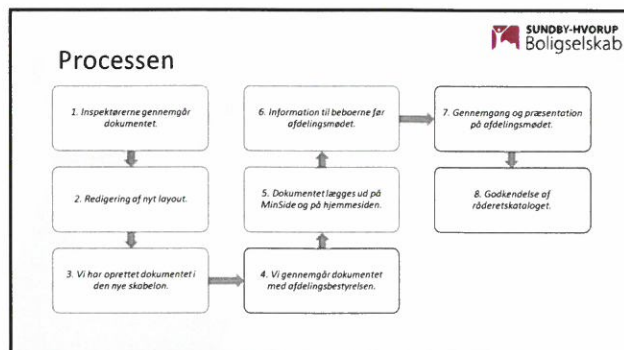 SUNDBY-HVORUP
Boligselskab
Processen
1. Inspektørerne gennemgår
dokumentet.
2. Redigering af nyt layout.
3. Vi har oprettet dokumentet i
den nye skabelon.
4. Vi gennemgår dokumentet
med afdelingsbestyrelsen.
5. Dokumentet lægges ud på
MinSide og på hjemmesiden.
6. Information til beboerne før
afdelingsmødet.
7. Gennemgang og præsentation
på afdelingsmødet.
8. Godkendelse af
råderetskataloget.